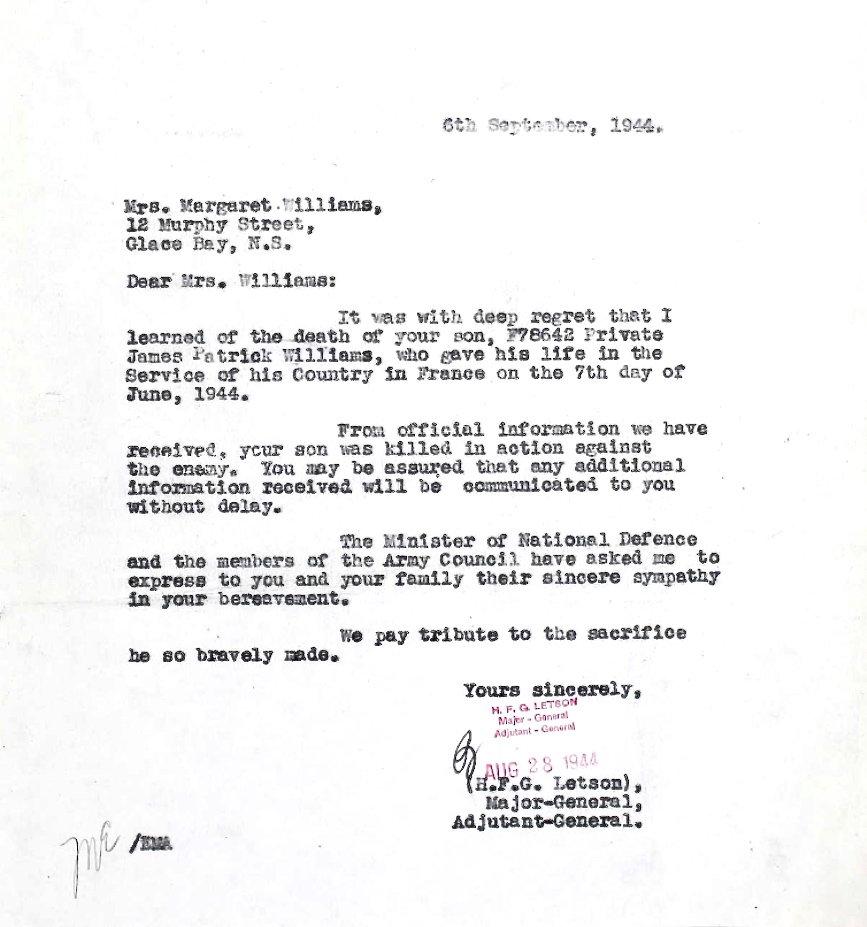 6th September, 1944.
Mrs. Margaret Williams,
12 Murphy Street,
Glace Bay, N.S.
Dear Mrs. Williams:
It was with deep regret that I
learned of the death of your son, F78642 Private
James Patrick Williams, who gave his life in the
Service of his Country in France on the 7th day of
June, 1944.
From official information we have
received, your son was killed in action against
the enemy. You may be assured that any additional
information received will be communicated to you
without delay.
The Minister of National Defence
and the members of the Army Council have asked me to
express to you and your family their sincere sympathy
in your bereavement.
We pay tribute to the sacrifice
he so bravely made.
Yours sincerely,
H. F. G. LETSON
Major - General
Adjutant - General
AUG 28 1944
(H.F.G. Letson),
Major-General,
Adjutant-General.